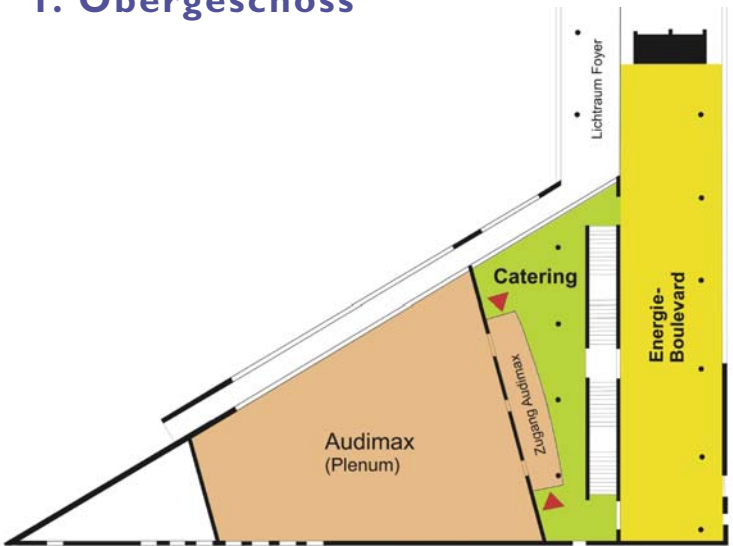 1. Obergeschoss
Lichtraum Foyer
Catering
Energie-
Boulevard
Zugang Audimax
Audimax
(Plenum)